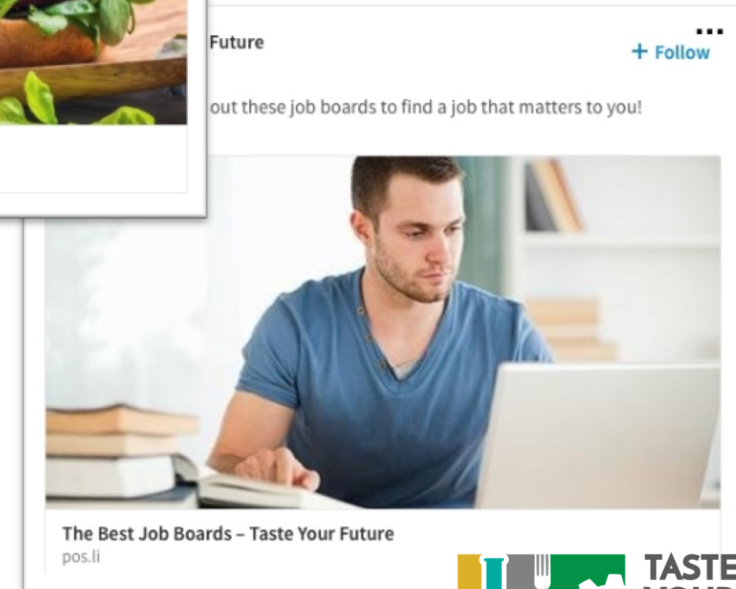 Future
+ Follow
out these job boards to find a job that matters to you!
The Best Job Boards – Taste Your Future
pos.li
TASTE
YOUR